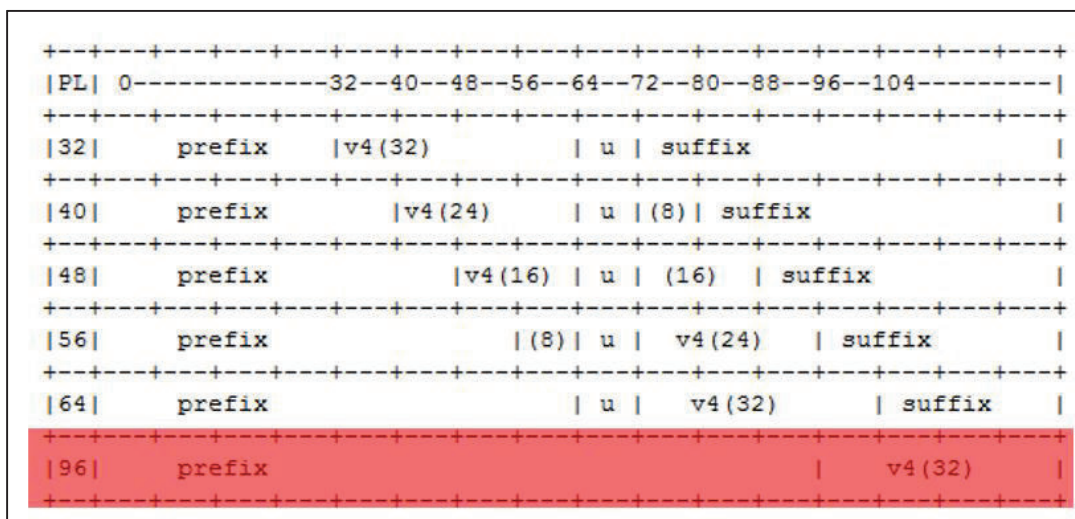 +--+---+---+---+---+---+---+---+---+---+---+---+---+---+---+---+---+
|PL| 0-------------32--40--48--56--64--72--80--88--96--104---------|
+--+---+---+---+---+---+---+---+---+---+---+---+---+---+---+---+---+
|32|     prefix    |v4(32)         | u | suffix                    |
+--+---+---+---+---+---+---+---+---+---+---+---+---+---+---+---+---+
|40|     prefix        |v4(24)     | u |(8)| suffix                |
+--+---+---+---+---+---+---+---+---+---+---+---+---+---+---+---+---+
|48|     prefix            |v4(16) | u | (16)  | suffix            |
+--+---+---+---+---+---+---+---+---+---+---+---+---+---+---+---+---+
|56|     prefix                |(8)| u |  v4(24)   | suffix        |
+--+---+---+---+---+---+---+---+---+---+---+---+---+---+---+---+---+
|64|     prefix                    | u |   v4(32)      | suffix    |
+--+---+---+---+---+---+---+---+---+---+---+---+---+---+---+---+---+
|96|     prefix                                    |    v4(32)     |
+--+---+---+---+---+---+---+---+---+---+---+---+---+---+---+---+---+